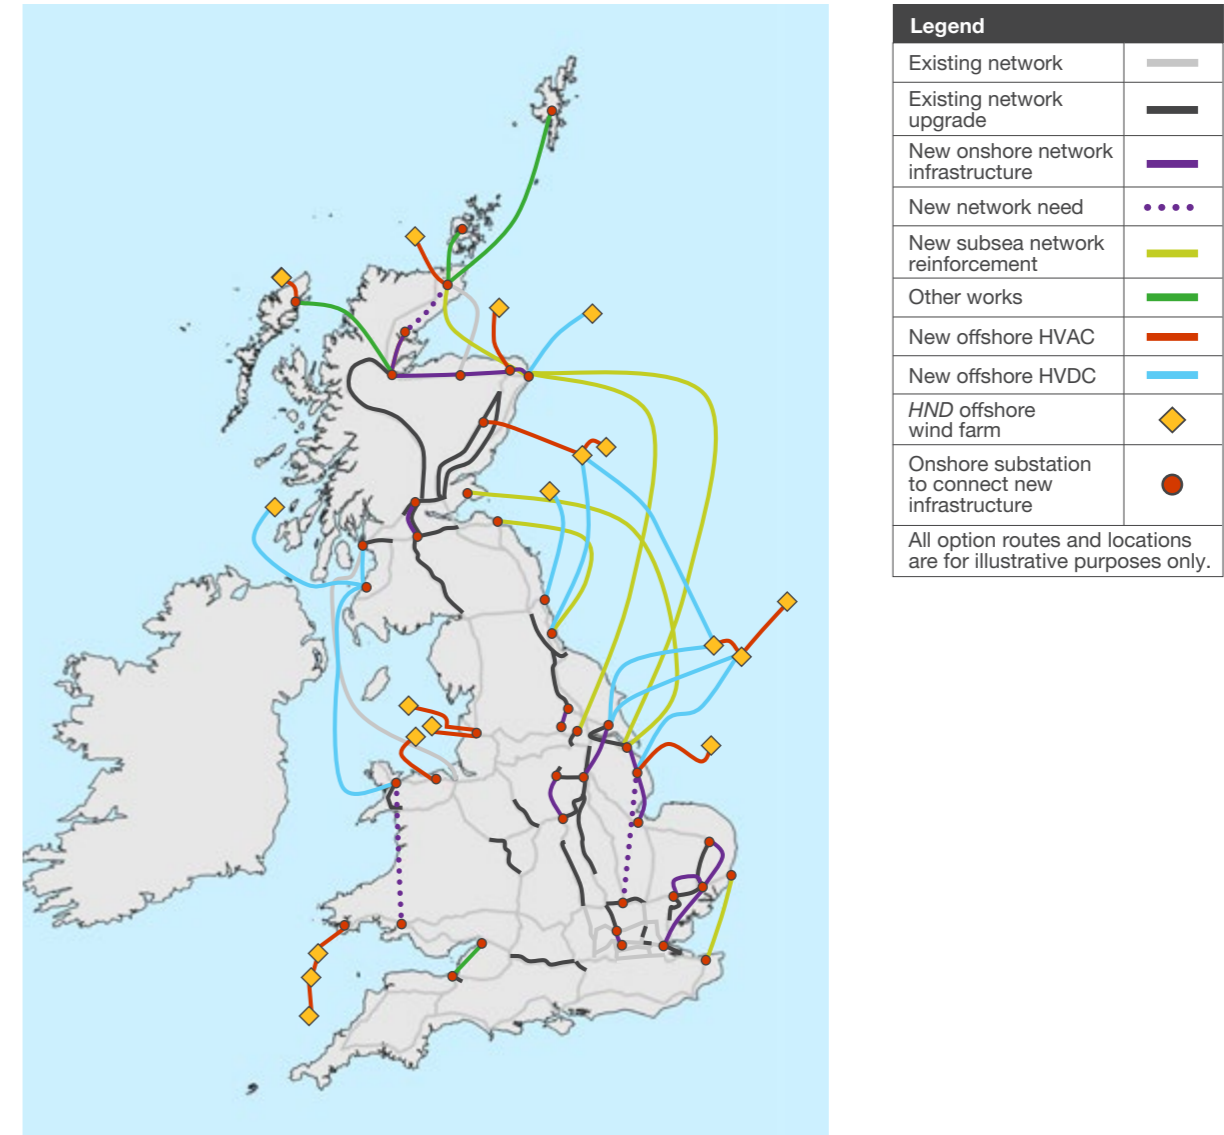 Legend
Existing network
Existing network
upgrade
New onshore network
infrastructure
New network need
New subsea network
reinforcement
Other works
New offshore HVAC
New offshore HVDC
HND offshore
wind farm
Onshore substation
to connect new
infrastructure
All option routes and locations
are for illustrative purposes only.